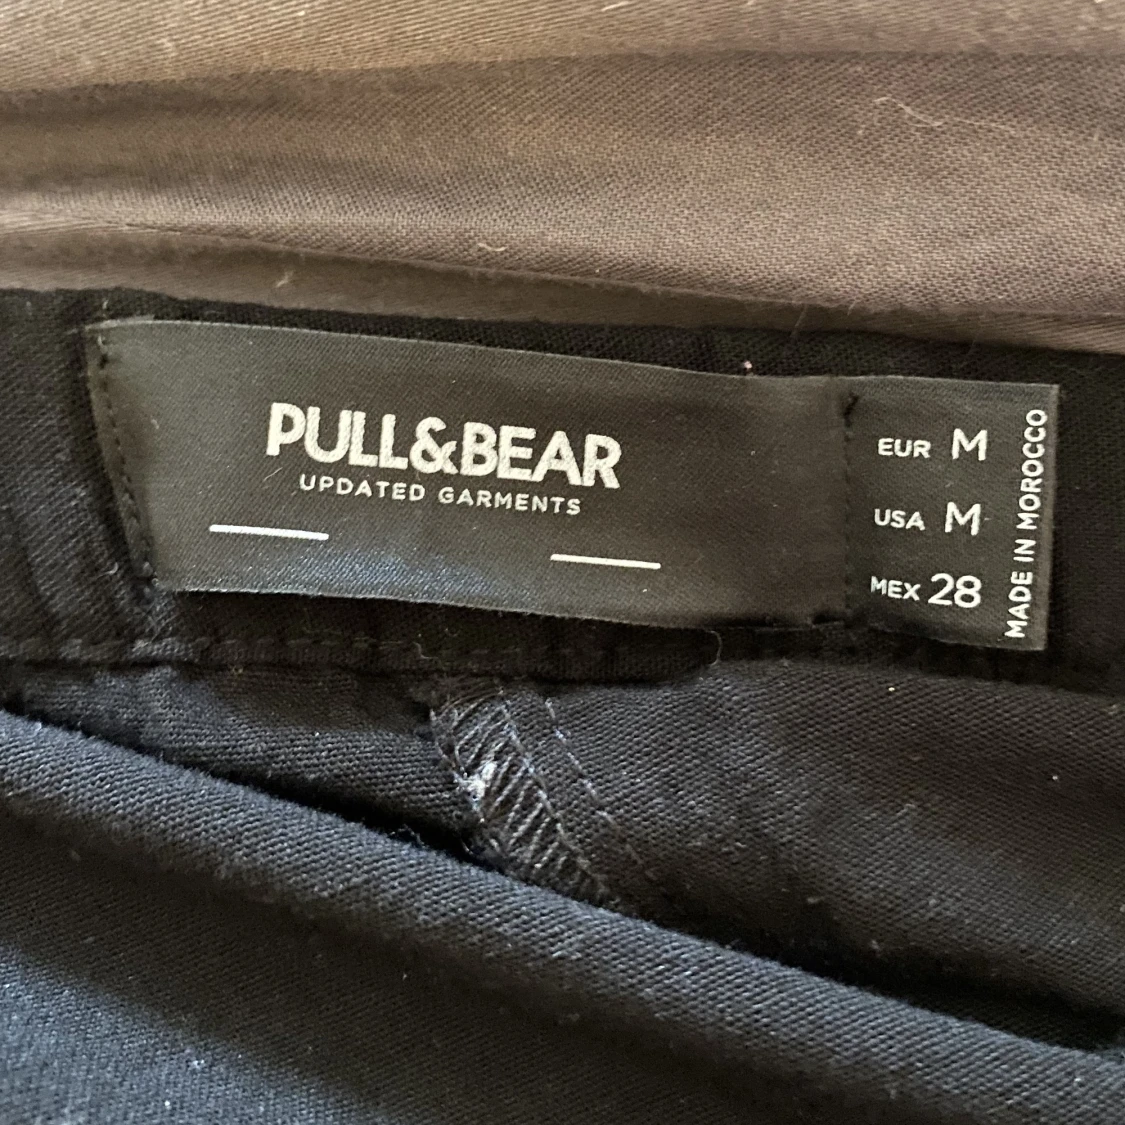 PULL&BEAR
UPDATED GARMENTS
EUR M
USA M
MEX 28
MADE IN MOROCCO